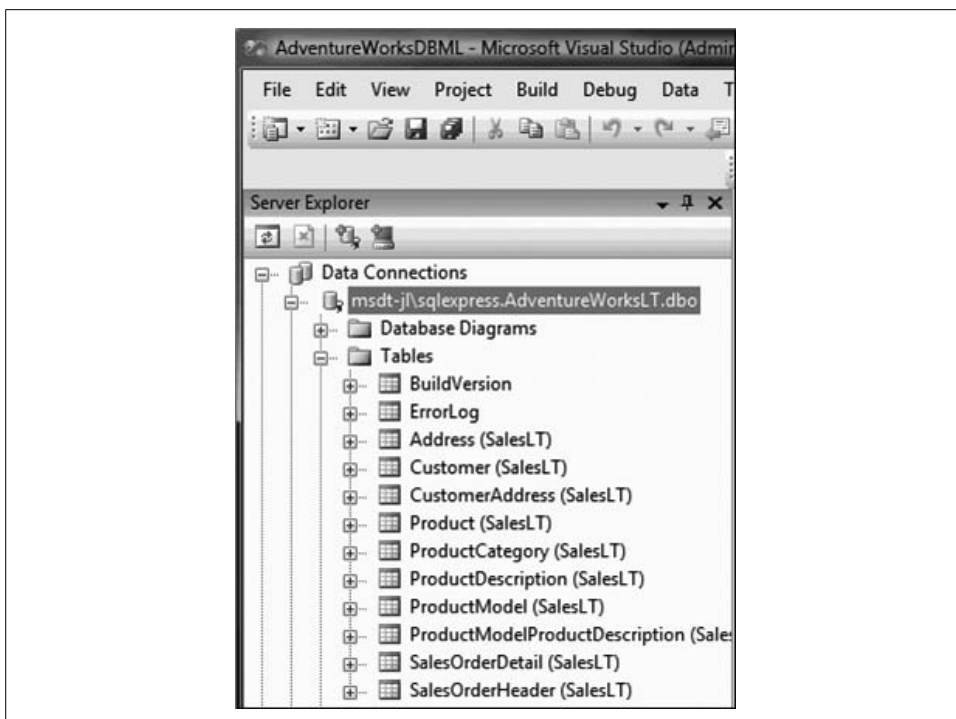 AdventureWorksDBML - Microsoft Visual Studio (Admin
File Edit View Project Build Debug Data T
Server Explorer
Data Connections
msdt-jl\sqlexpress.AdventureWorksLT.dbo
Database Diagrams
Tables
BuildVersion
ErrorLog
Address (SalesLT)
Customer (SalesLT)
CustomerAddress (SalesLT)
Product (SalesLT)
ProductCategory (SalesLT)
ProductDescription (SalesLT)
ProductModel (SalesLT)
ProductModelProductDescription (Sales
SalesOrderDetail (SalesLT)
SalesOrderHeader (SalesLT)